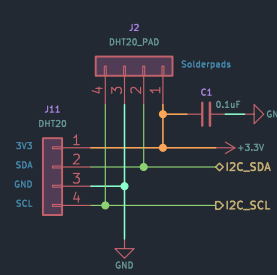 J2
DHT20_PAD
Solderpads
4
3
2
1
C1
0.1uF
GN
J11
DHT20
3V3
1
+3.3V
SDA
2
I2C_SDA
GND
3
SCL
4
I2C_SCL
GND